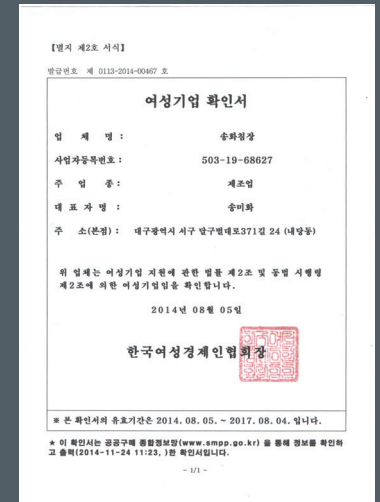 【별지 제2호 서식】
발급번호 제 0113-2014-00467 호
여성기업 확인서
업 체 명 : 송화침장
사업자등록번호 : 503-19-68627
주 업 종 : 제조업
대 표 자 명 : 송미화
주 소(본점) : 대구광역시 서구 달구벌대로371길 24 (내당동)
위 업체는 여성기업 지원에 관한 법률 제2조 및 동법 시행령
제2조에 의한 여성기업임을 확인합니다.
2014년 08월 05일
한국여성경제인협회장
※ 본 확인서의 유효기간은 2014. 08. 05. ~ 2017. 08. 04. 입니다.
★ 이 확인서는 공공구매 종합정보망(www.smpp.go.kr) 을 통해 정보를 확인하
고 출력(2014-11-24 11:23, )한 확인서입니다.
- 1/1 -